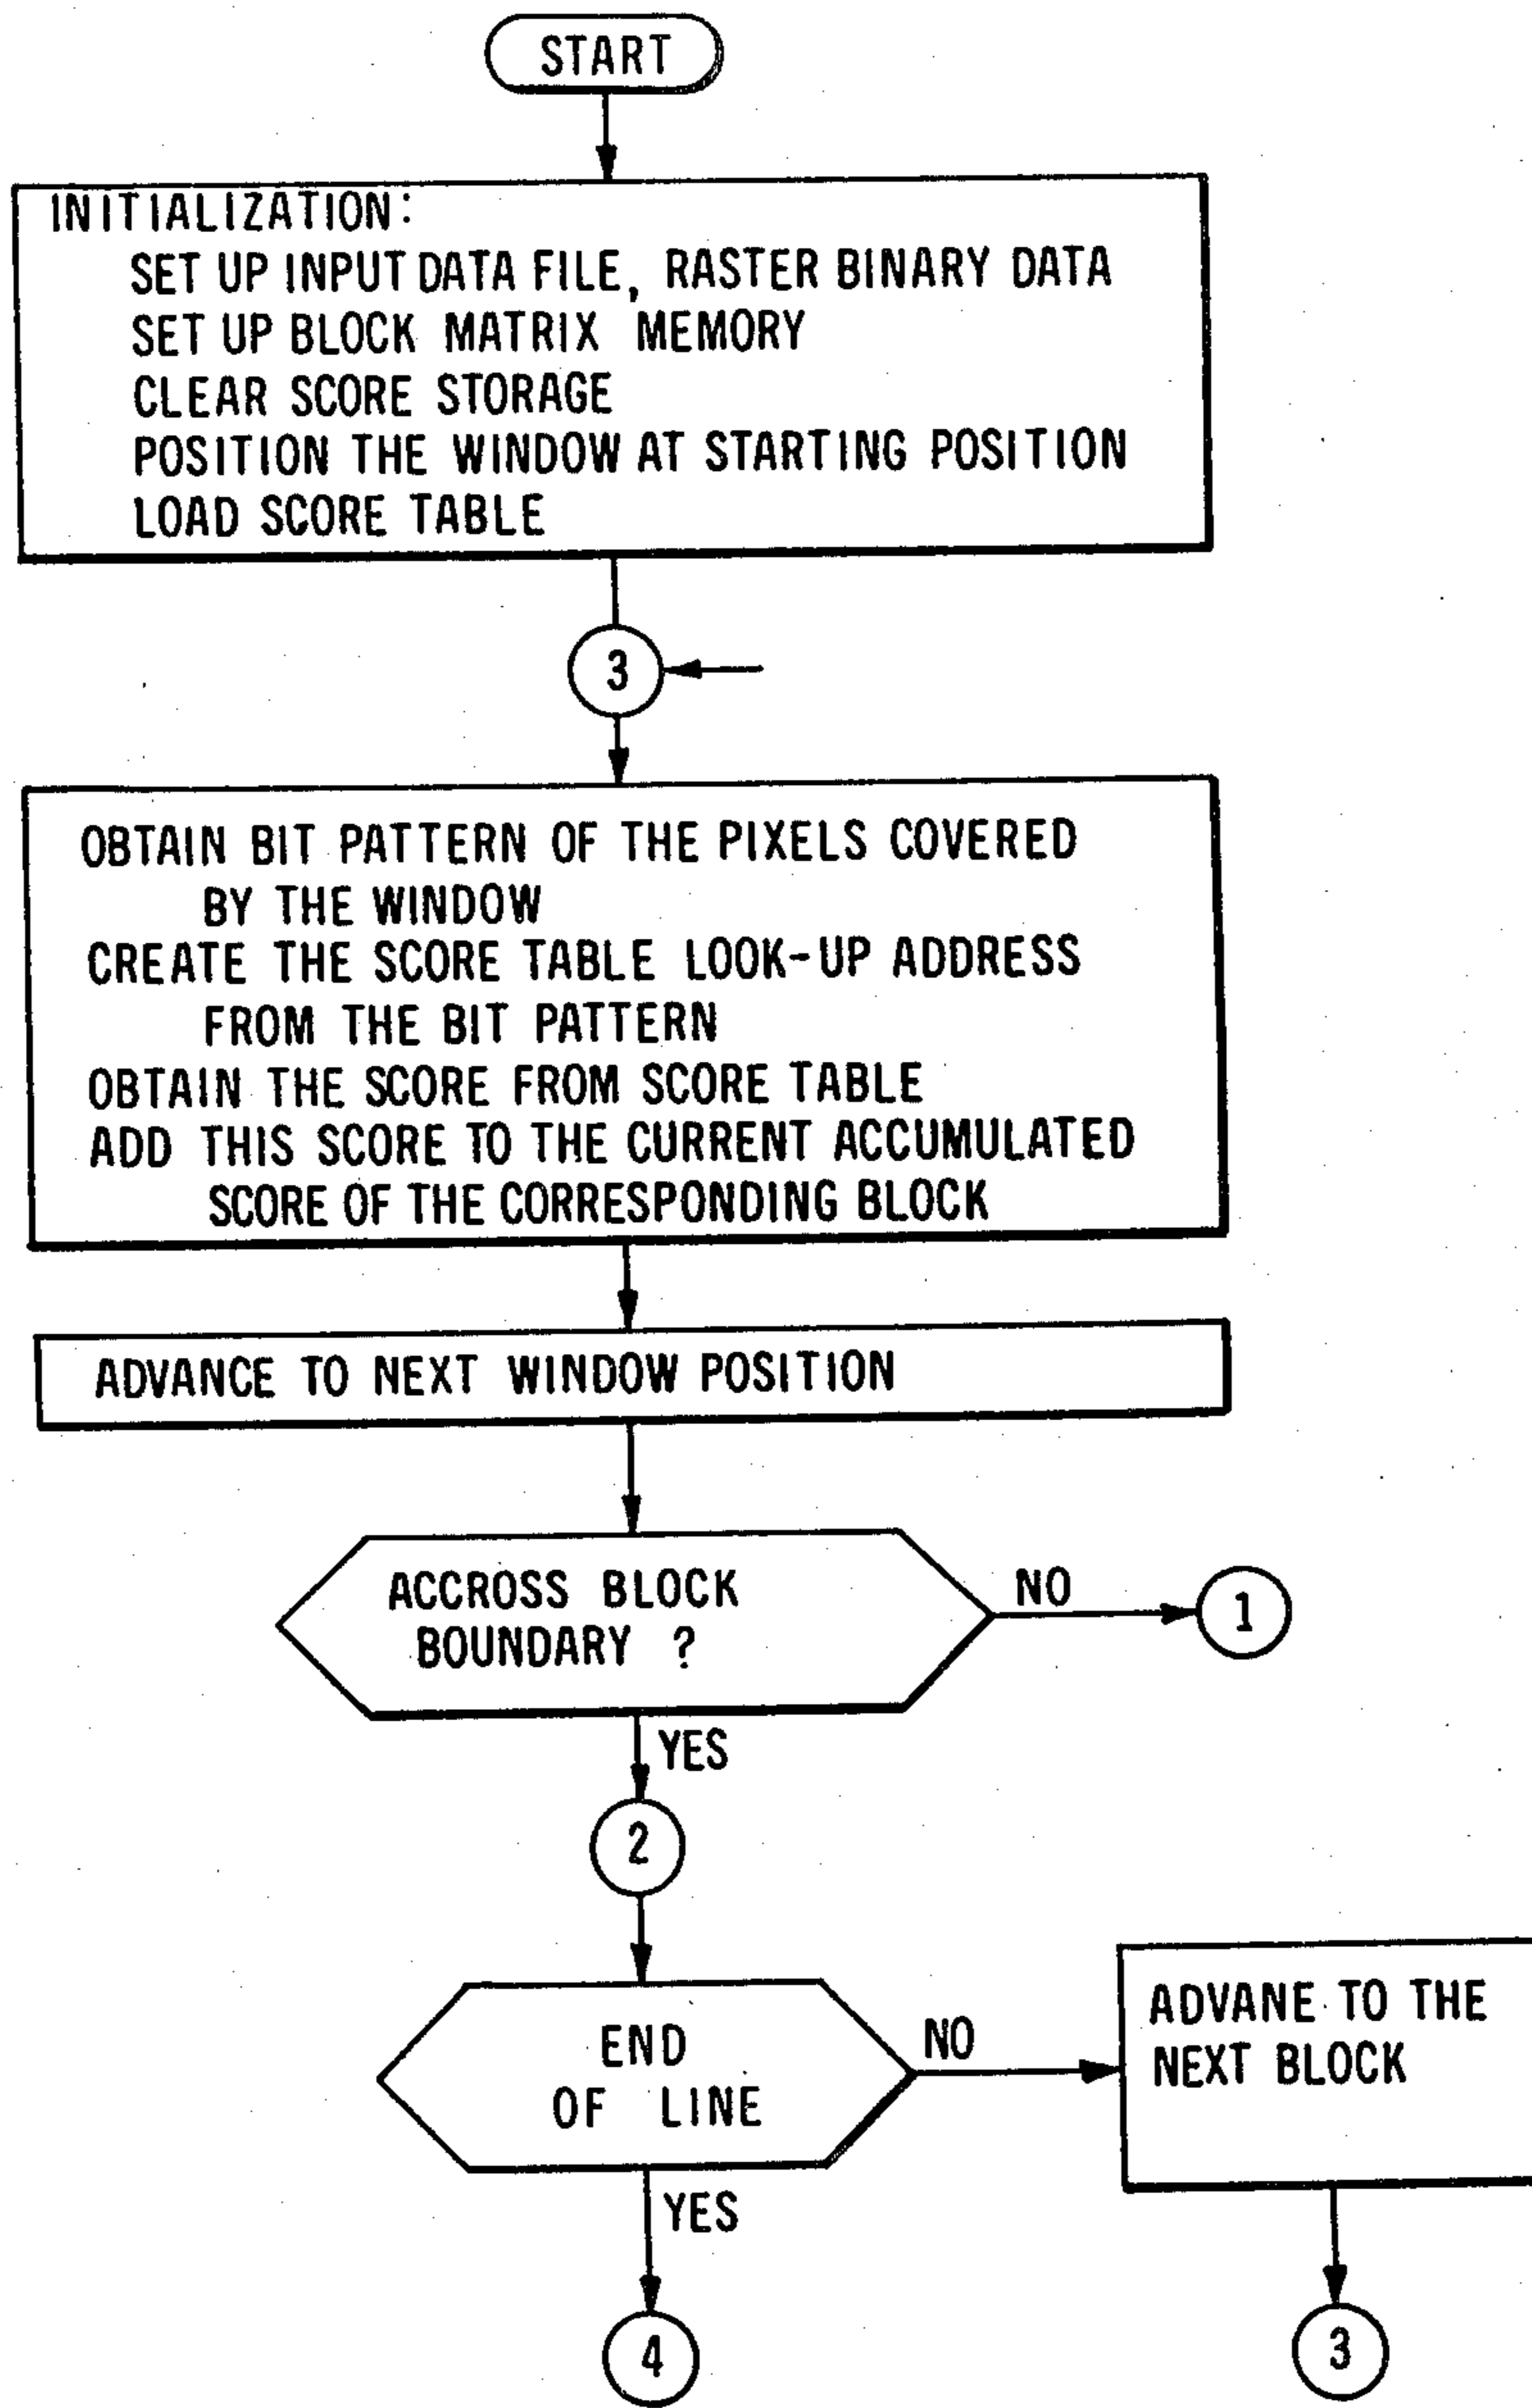 START
INITIALIZATION:
SET UP INPUT DATA FILE, RASTER BINARY DATA
SET UP BLOCK MATRIX MEMORY
CLEAR SCORE STORAGE
POSITION THE WINDOW AT STARTING POSITION
LOAD SCORE TABLE
3
OBTAIN BIT PATTERN OF THE PIXELS COVERED
BY THE WINDOW
CREATE THE SCORE TABLE LOOK-UP ADDRESS
FROM THE BIT PATTERN
OBTAIN THE SCORE FROM SCORE TABLE
ADD THIS SCORE TO THE CURRENT ACCUMULATED
SCORE OF THE CORRESPONDING BLOCK
ADVANCE TO NEXT WINDOW POSITION
ACCROSS BLOCK
BOUNDARY ?
NO
1
YES
2
END
OF LINE
NO
ADVANE TO THE
NEXT BLOCK
YES
4
3